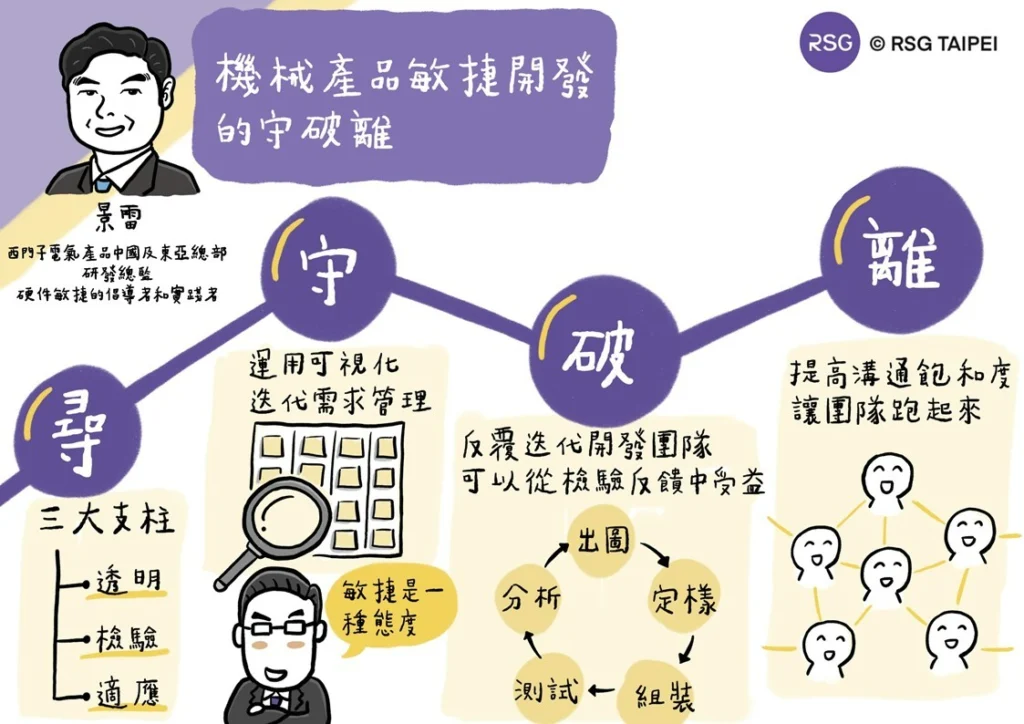 機械產品敏捷開發
的守破離
RSG © RSG TAIPEI
景雷
西門子電氣產品中國及東亞總部
研發總監
硬件敏捷的倡導者和實踐者
尋
三大支柱
透明
檢驗
適應
守
運用可視化
迭代需求管理
敏捷是一
種態度
破
反覆迭代開發團隊
可以從檢驗反饋中受益
出圖
定樣
組裝
測試
分析
離
提高溝通飽和度
讓團隊跑起來